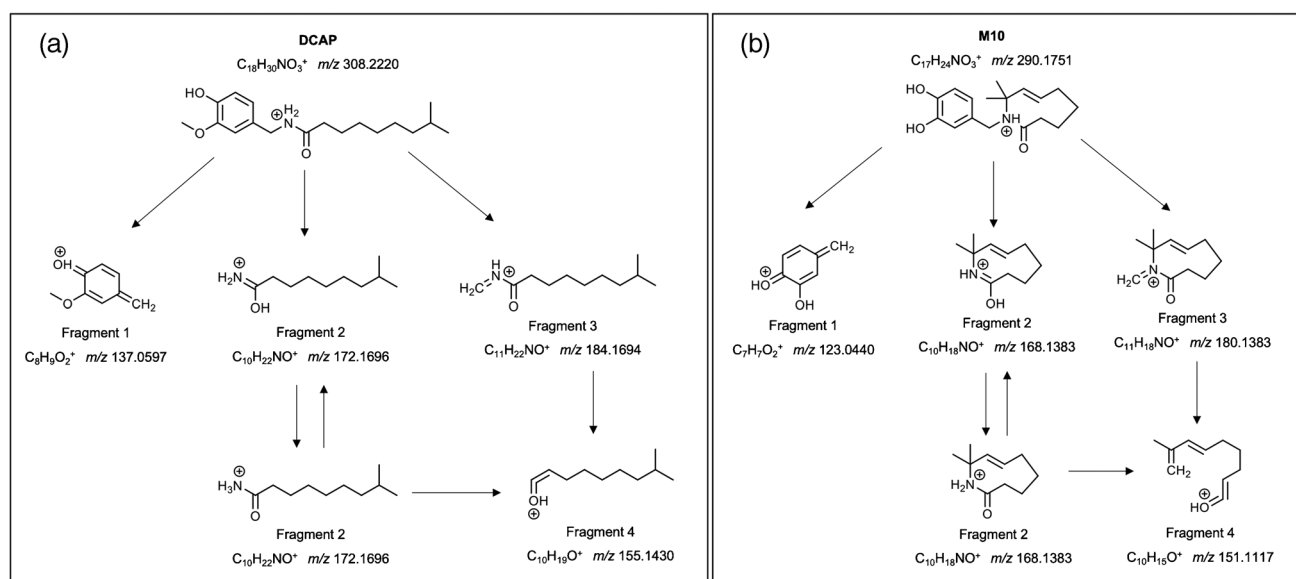 (a)
DCAP
C₁₈H₃₀NO₃⁺ m/z 308.2220
HO
O
H₂
N
⊕
O
⊕
OH
O
CH₂
Fragment 1
C₈H₉O₂⁺ m/z 137.0597
⊕
H₂N
OH
Fragment 2
C₁₀H₂₂NO⁺ m/z 172.1696
H
N
⊕
H₂C
O
Fragment 3
C₁₁H₂₂NO⁺ m/z 184.1694
⊕
H₃N
O
Fragment 2
C₁₀H₂₂NO⁺ m/z 172.1696
OH
⊕
Fragment 4
C₁₀H₁₉O⁺ m/z 155.1430
(b)
M10
C₁₇H₂₄NO₃⁺ m/z 290.1751
HO
HO
NH
⊕
O
CH₂
⊕
HO
OH
Fragment 1
C₇H₇O₂⁺ m/z 123.0440
HN
⊕
OH
Fragment 2
C₁₀H₁₈NO⁺ m/z 168.1383
H₂C
N
⊕
O
Fragment 3
C₁₁H₁₈NO⁺ m/z 180.1383
⊕
N
H₂
O
Fragment 2
C₁₀H₁₈NO⁺ m/z 168.1383
CH₂
⊕
HO
Fragment 4
C₁₀H₁₅O⁺ m/z 151.1117